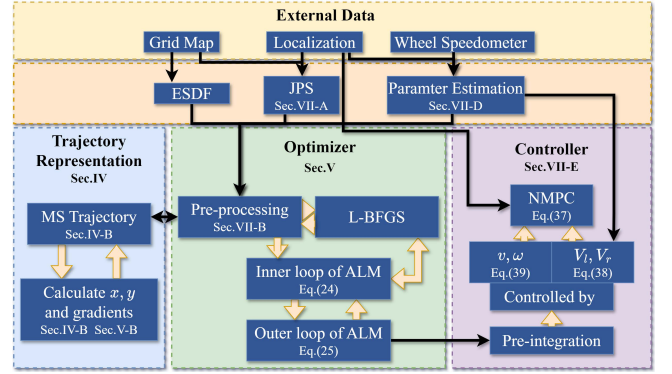 External Data
Grid Map
Localization
Wheel Speedometer
ESDF
JPS
Sec.VII-A
Paramter Estimation
Sec.VII-D
Trajectory
Representation
Sec.IV
MS Trajectory
Sec.IV-B
Calculate x, y
and gradients
Sec.IV-B Sec.V-B
Optimizer
Sec.V
Pre-processing
Sec.VII-B
L-BFGS
Inner loop of ALM
Eq.(24)
Outer loop of ALM
Eq.(25)
Controller
Sec.VII-E
NMPC
Eq.(37)
v, ω
Eq.(39)
V_l, V_r
Eq.(38)
Controlled by
Pre-integration